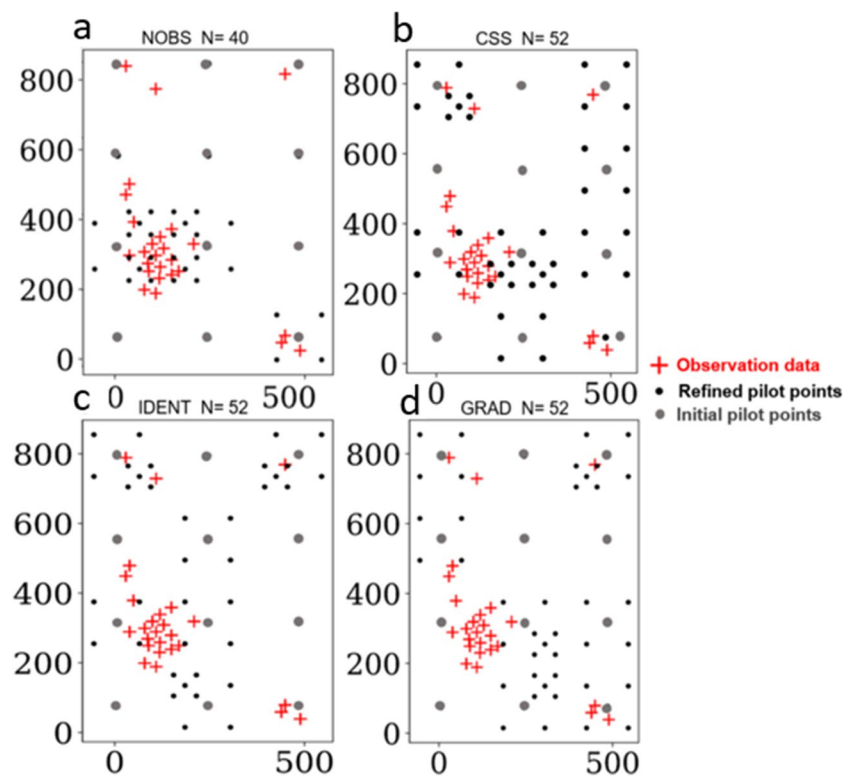 a
NOBS N= 40
b
CSS N= 52
800
600
400
200
0
0
500
800
600
400
200
0
0
500
Observation data
Refined pilot points
Initial pilot points
c
IDENT N= 52
d
GRAD N= 52
800
600
400
200
0
0
500
800
600
400
200
0
0
500